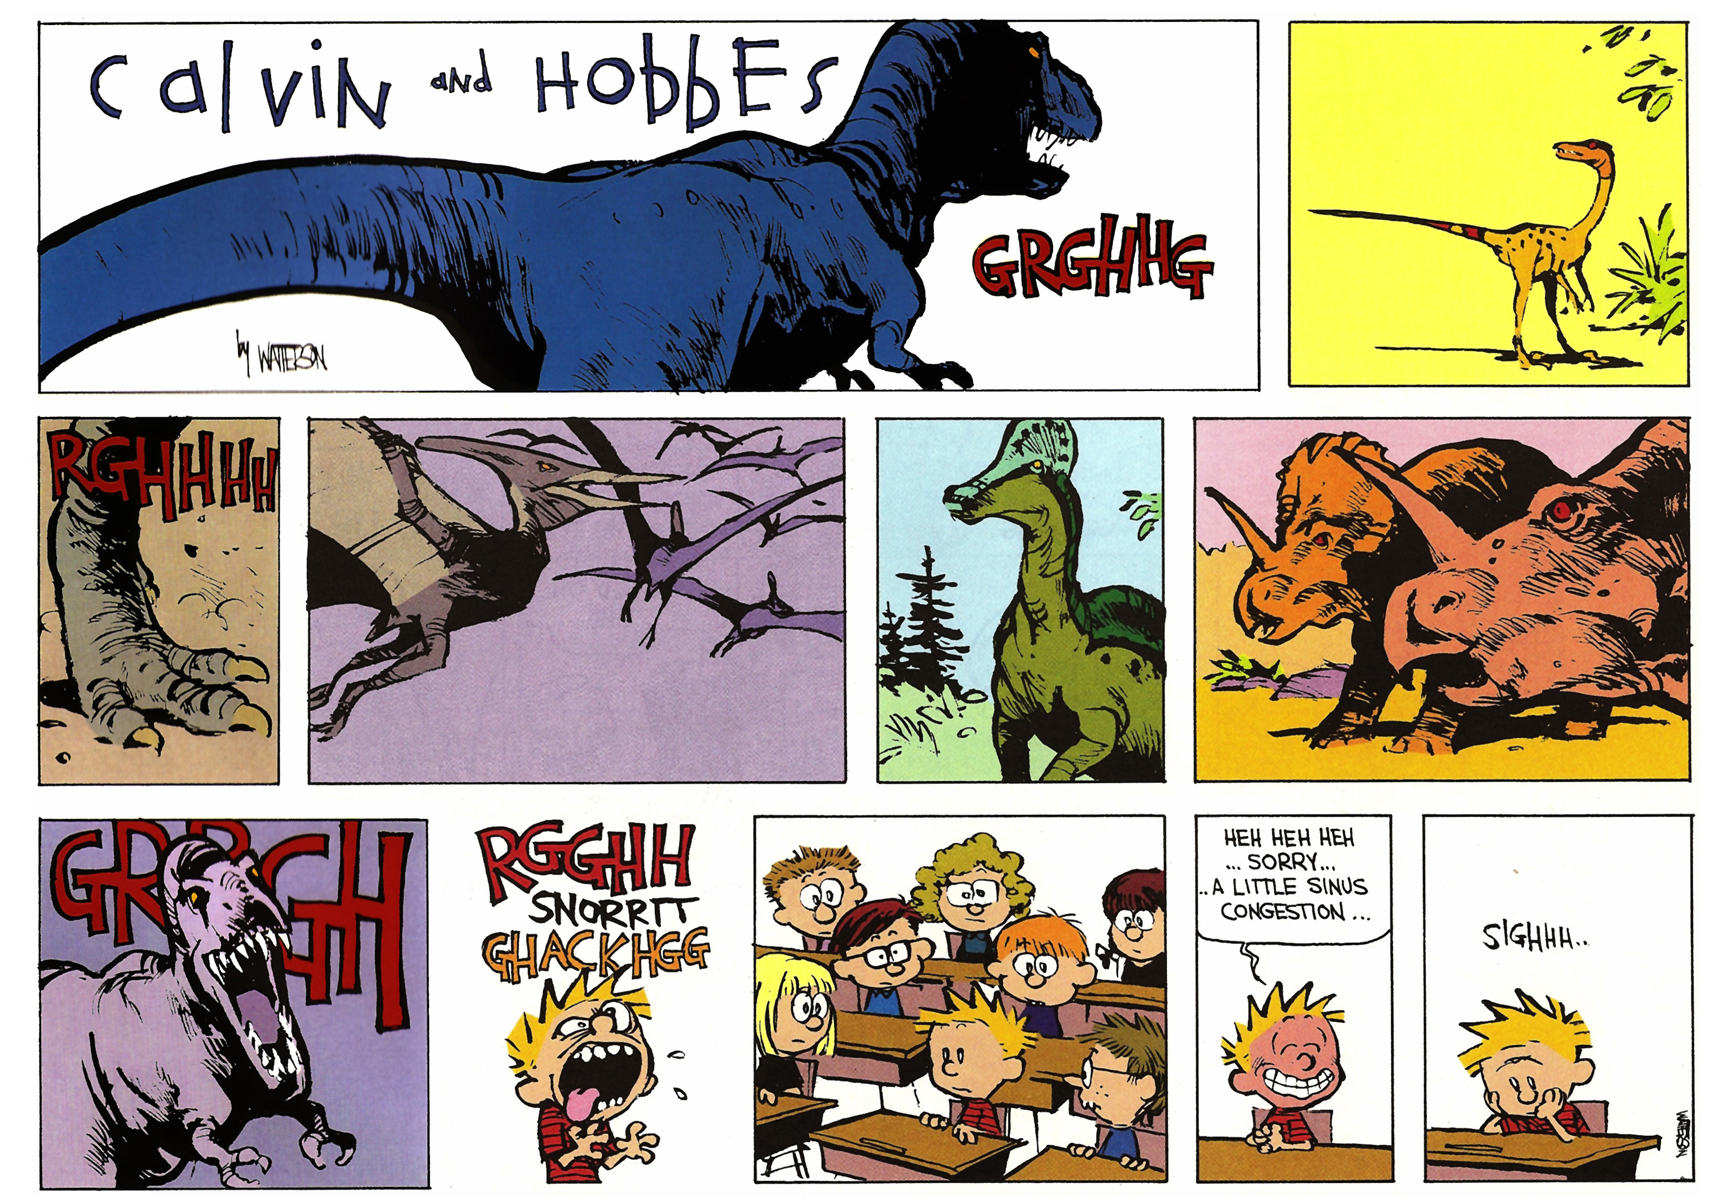 CalviN and HobbEs
by WATTERSON
GRGHHG
RGHHHH
GRRGH
RGGHH
SNORRTT
GHACKHGG
HEH HEH HEH
... SORRY...
..A LITTLE SINUS
CONGESTION...
SIGHHH..
WATTERSON